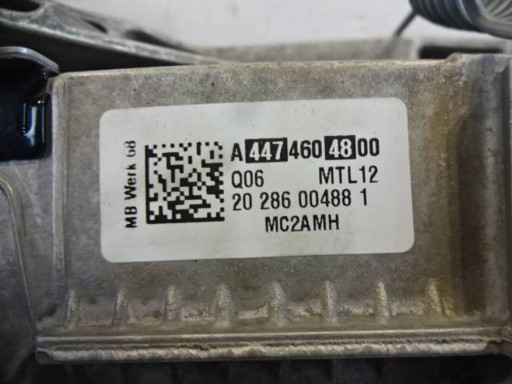 MB Werk 68
A 447 460 48 00
Q06 MTL12
20 286 00488 1
MC2AMH